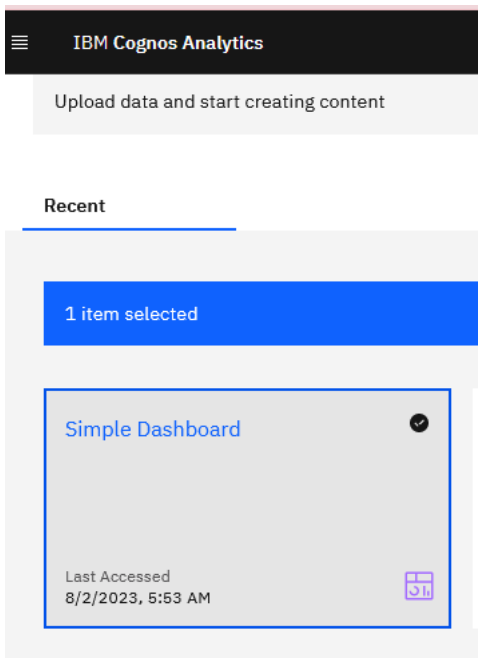 IBM Cognos Analytics
Upload data and start creating content
Recent
1 item selected
Simple Dashboard
Last Accessed
8/2/2023, 5:53 AM